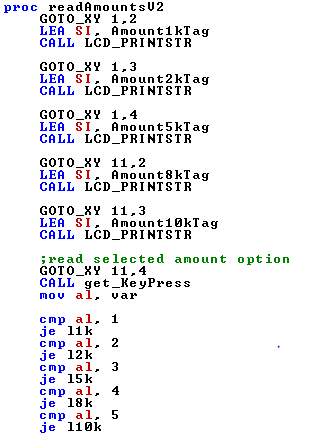 proc readAmountsV2
GOTO_XY 1,2
LEA SI, Amount1kTag
CALL LCD_PRINTSTR
GOTO_XY 1,3
LEA SI, Amount2kTag
CALL LCD_PRINTSTR
GOTO_XY 1,4
LEA SI, Amount5kTag
CALL LCD_PRINTSTR
GOTO_XY 11,2
LEA SI, Amount8kTag
CALL LCD_PRINTSTR
GOTO_XY 11,3
LEA SI, Amount10kTag
CALL LCD_PRINTSTR
;read selected amount option
GOTO_XY 11,4
CALL get_KeyPress
mov al, var
cmp al, 1
je l1k
cmp al, 2
je l2k
cmp al, 3
je l5k
cmp al, 4
je l8k
cmp al, 5
je l10k